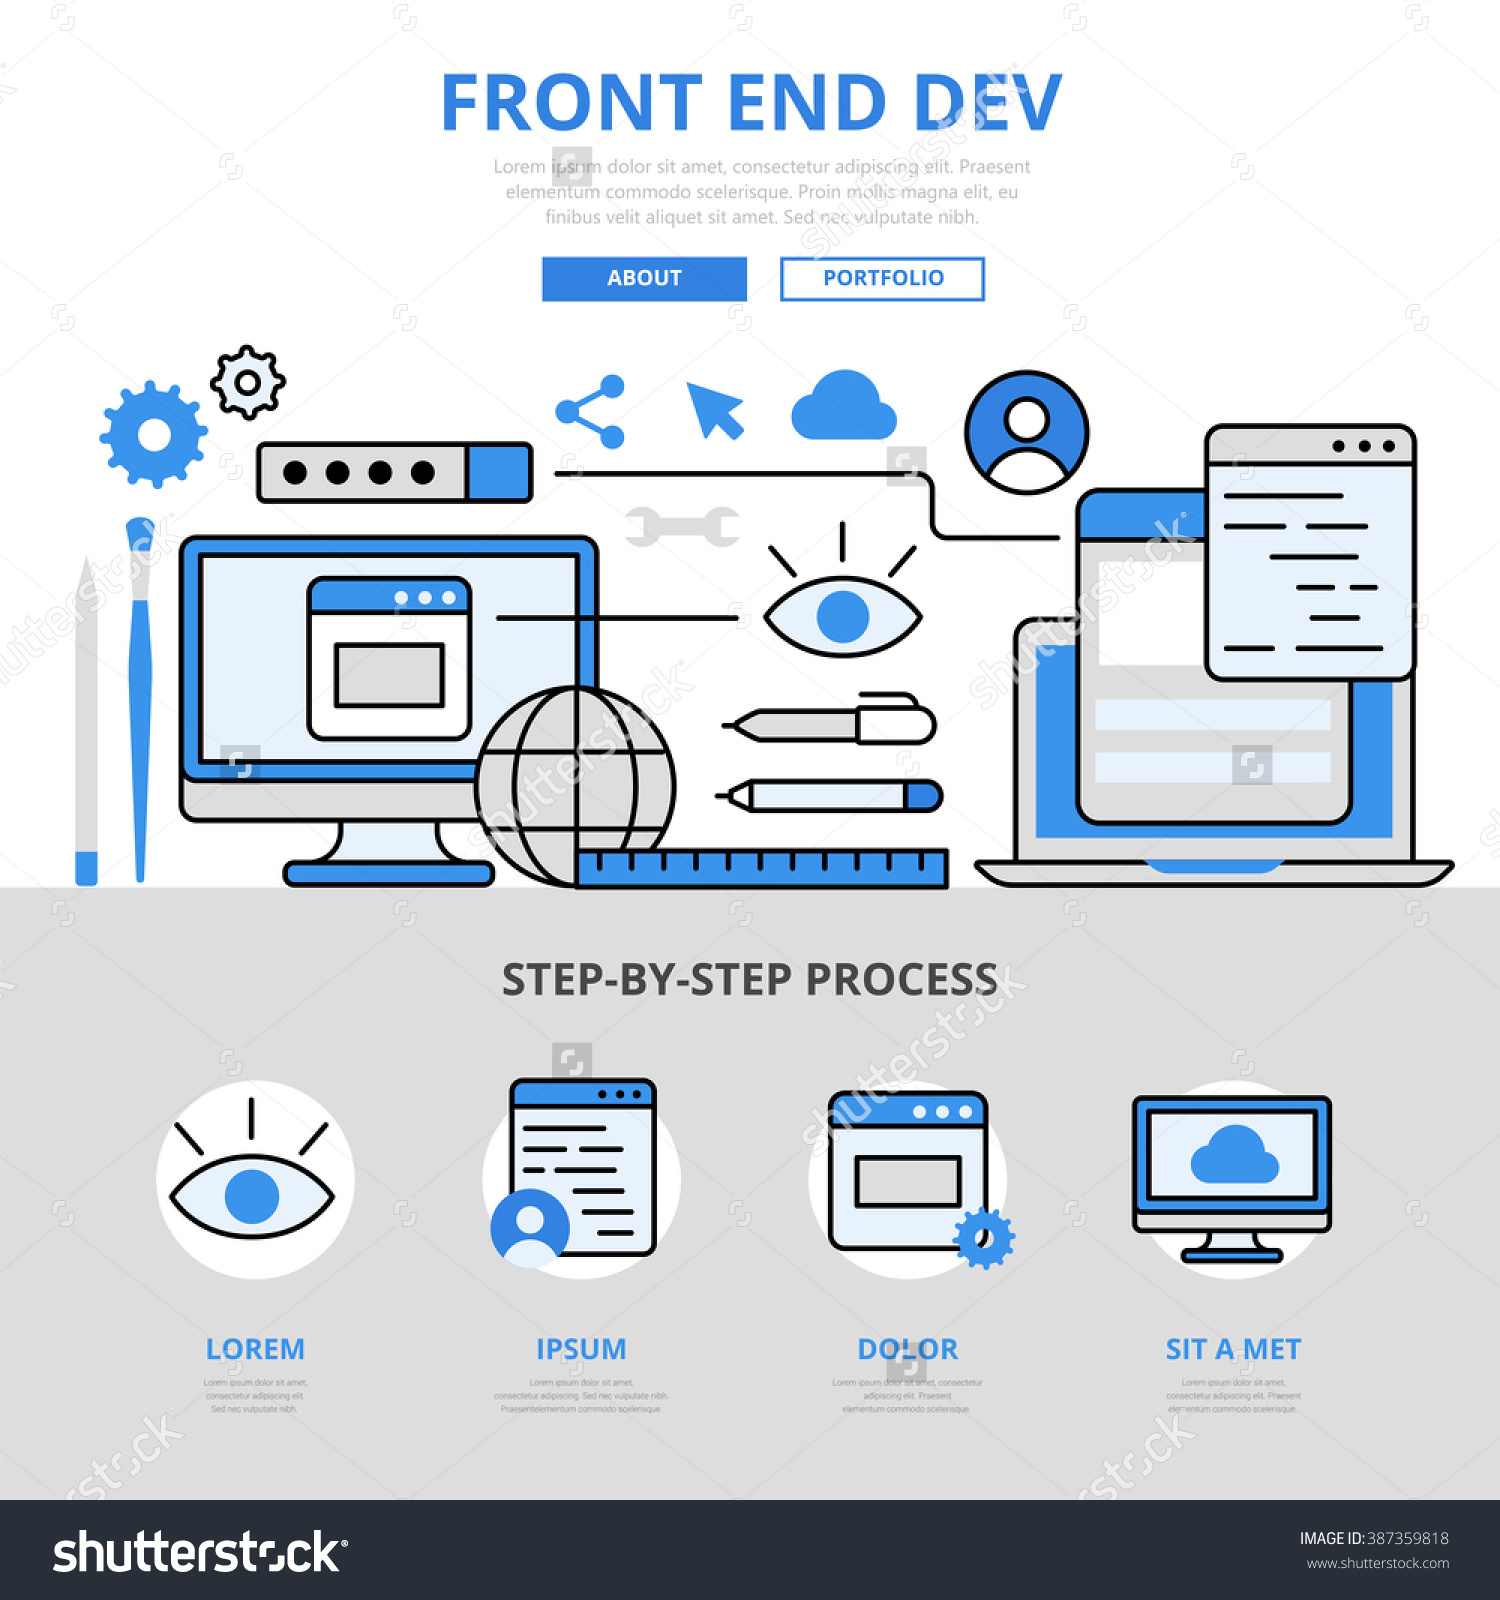 FRONT END DEV
Lorem ipsum dolor sit amet, consectetur adipiscing elit. Praesent
elementum commodo scelerisque. Proin mollis magna elit, eu
finibus velit aliquet sit amet. Sed nec vulputate nibh.
ABOUT
PORTFOLIO
STEP-BY-STEP PROCESS
LOREM
Lorem ipsum dolor sit amet,
consectetur adipiscing elit.
Sed nec vulputate nibh.
IPSUM
Lorem ipsum dolor sit amet,
consectetur adipiscing. Sed nec vulputate nibh.
Praesentelementum commodo scelerisque.
DOLOR
Lorem ipsum dolor sit amet, consectetur
adipiscing elit. Praesent
elementum commodo scelerisque.
SIT A MET
Lorem ipsum dolor sit amet,
consectetur adipiscing elit. Praesent
elementum commodo scelerisque.
shutterstock
IMAGE ID: 387359818
www.shutterstock.com